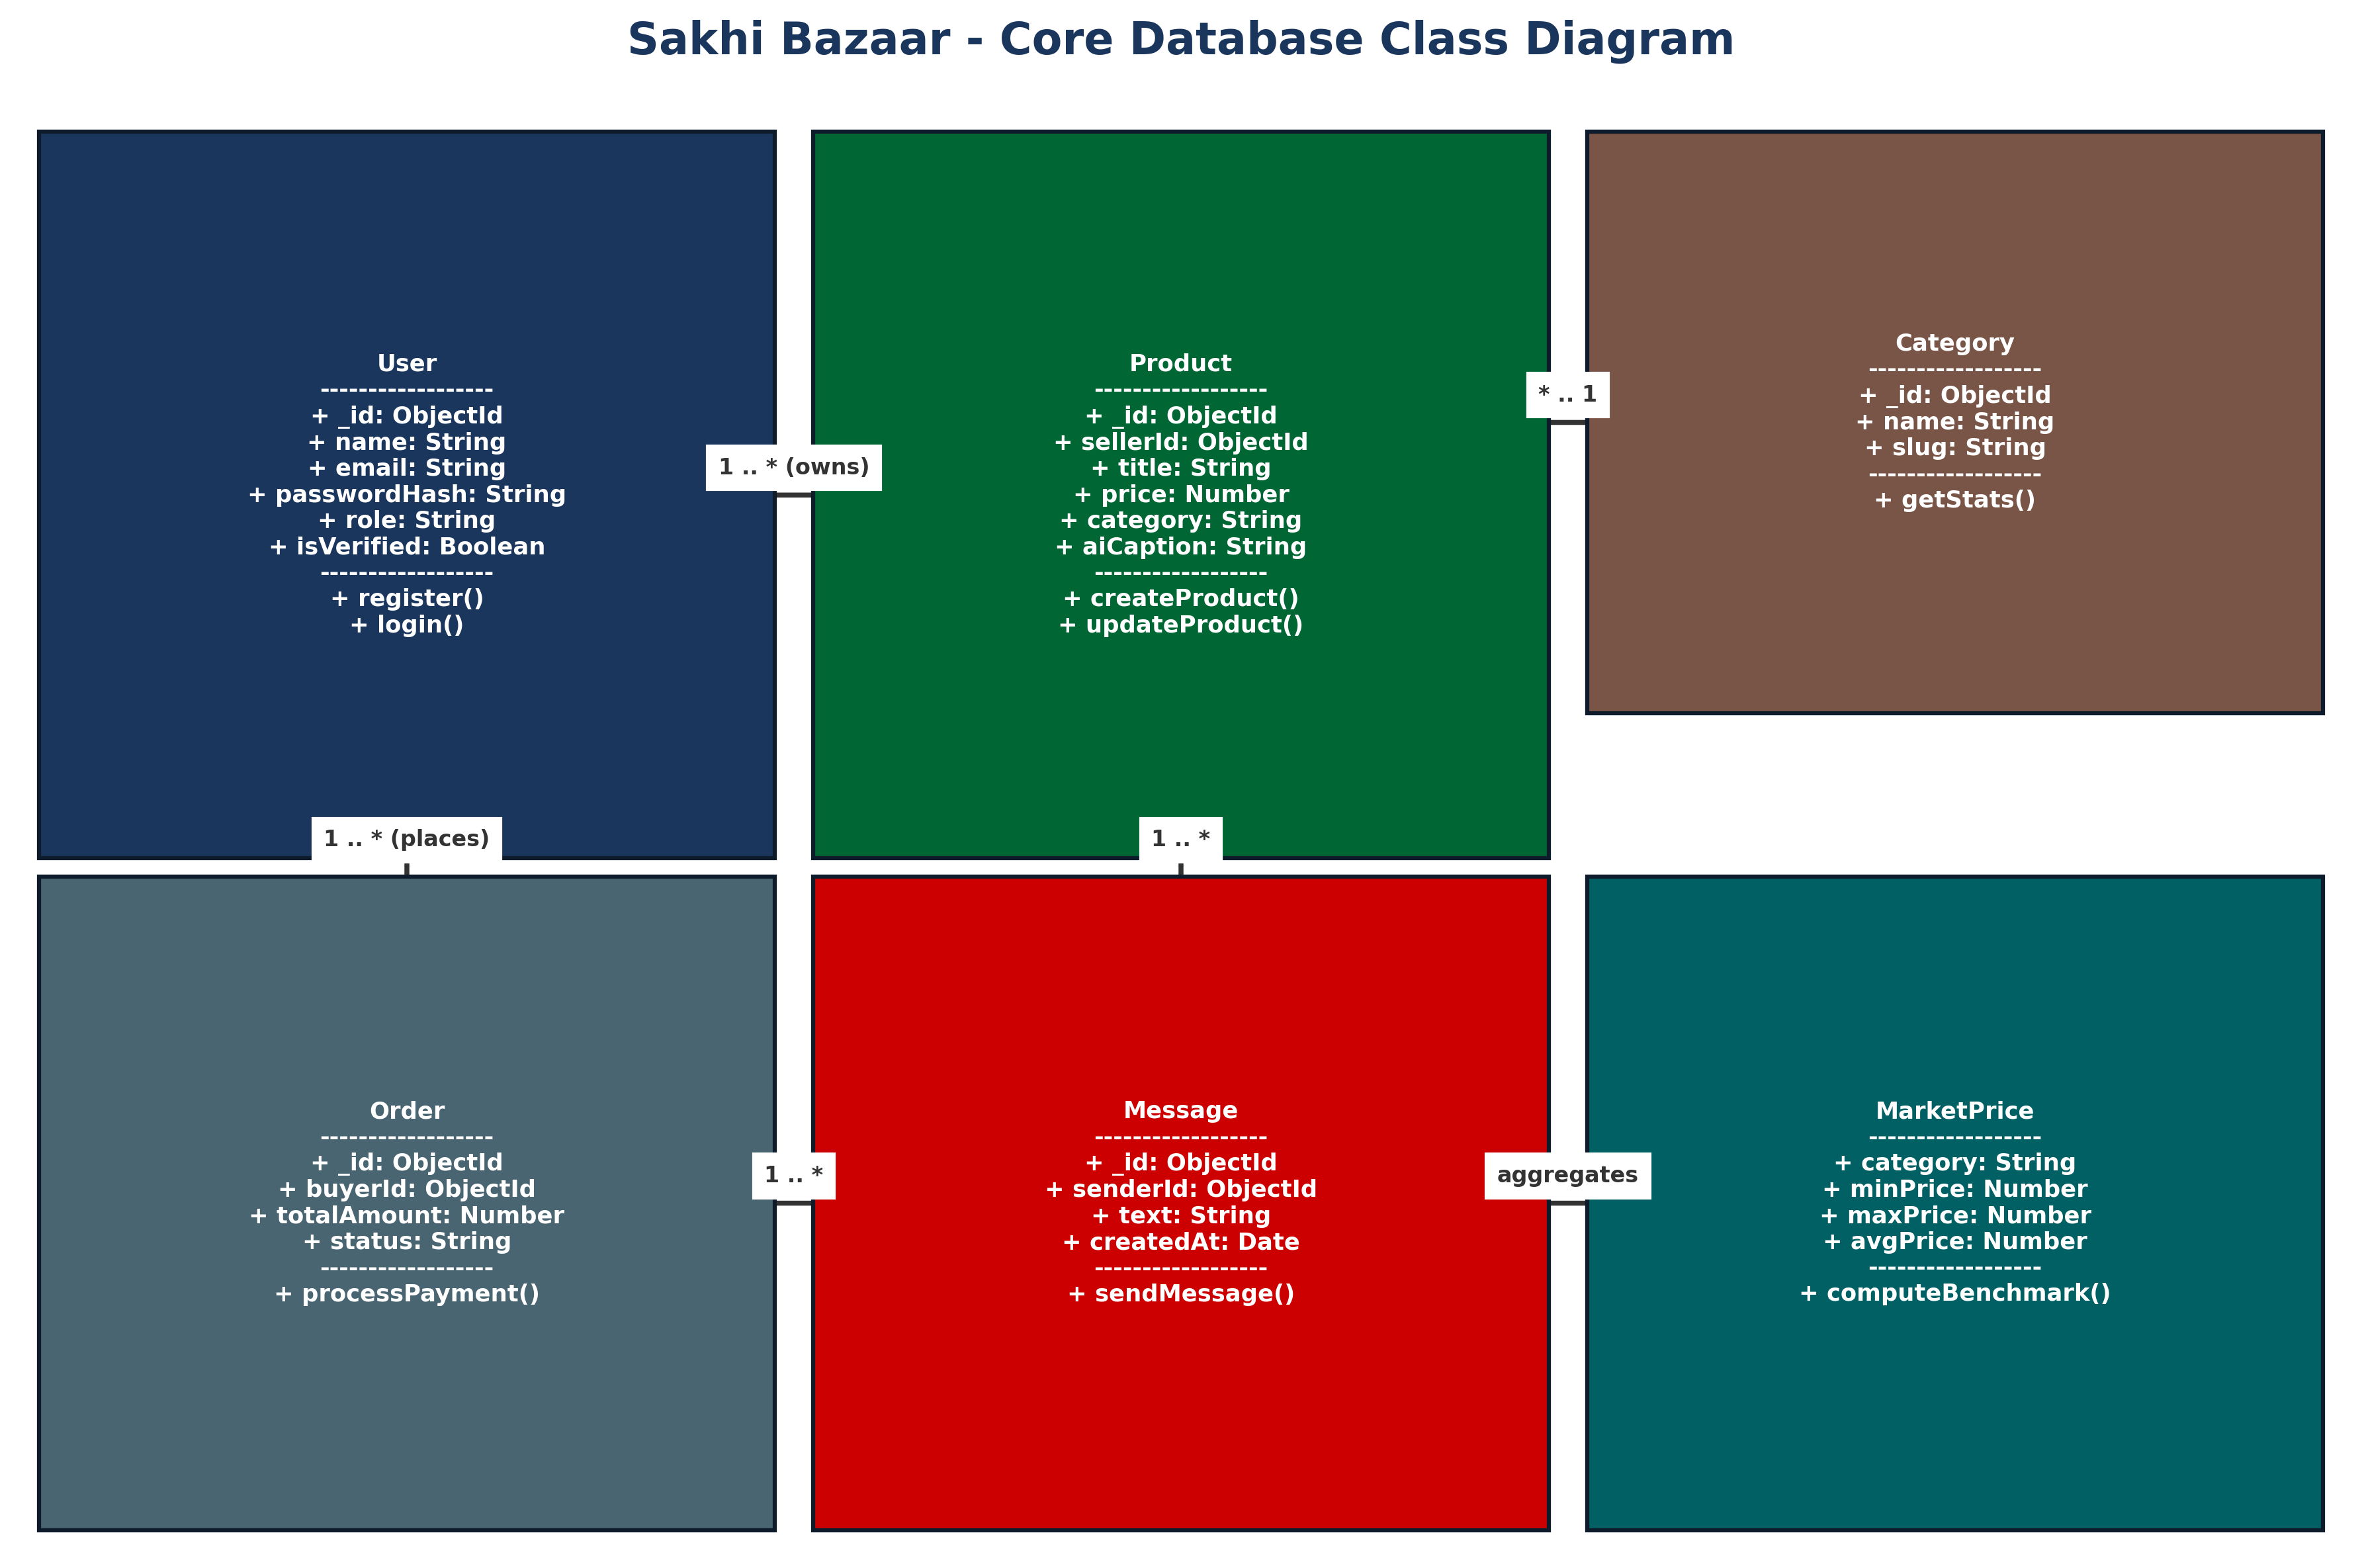 Sakhi Bazaar - Core Database Class Diagram
User
------------------
+ _id: ObjectId
+ name: String
+ email: String
+ passwordHash: String
+ role: String
+ isVerified: Boolean
------------------
+ register()
+ login()
1 .. * (owns)
Product
------------------
+ _id: ObjectId
+ sellerId: ObjectId
+ title: String
+ price: Number
+ category: String
+ aiCaption: String
------------------
+ createProduct()
+ updateProduct()
* .. 1
Category
------------------
+ _id: ObjectId
+ name: String
+ slug: String
------------------
+ getStats()
1 .. * (places)
1 .. *
Order
------------------
+ _id: ObjectId
+ buyerId: ObjectId
+ totalAmount: Number
+ status: String
------------------
+ processPayment()
1 .. *
Message
------------------
+ _id: ObjectId
+ senderId: ObjectId
+ text: String
+ createdAt: Date
------------------
+ sendMessage()
aggregates
MarketPrice
------------------
+ category: String
+ minPrice: Number
+ maxPrice: Number
+ avgPrice: Number
------------------
+ computeBenchmark()